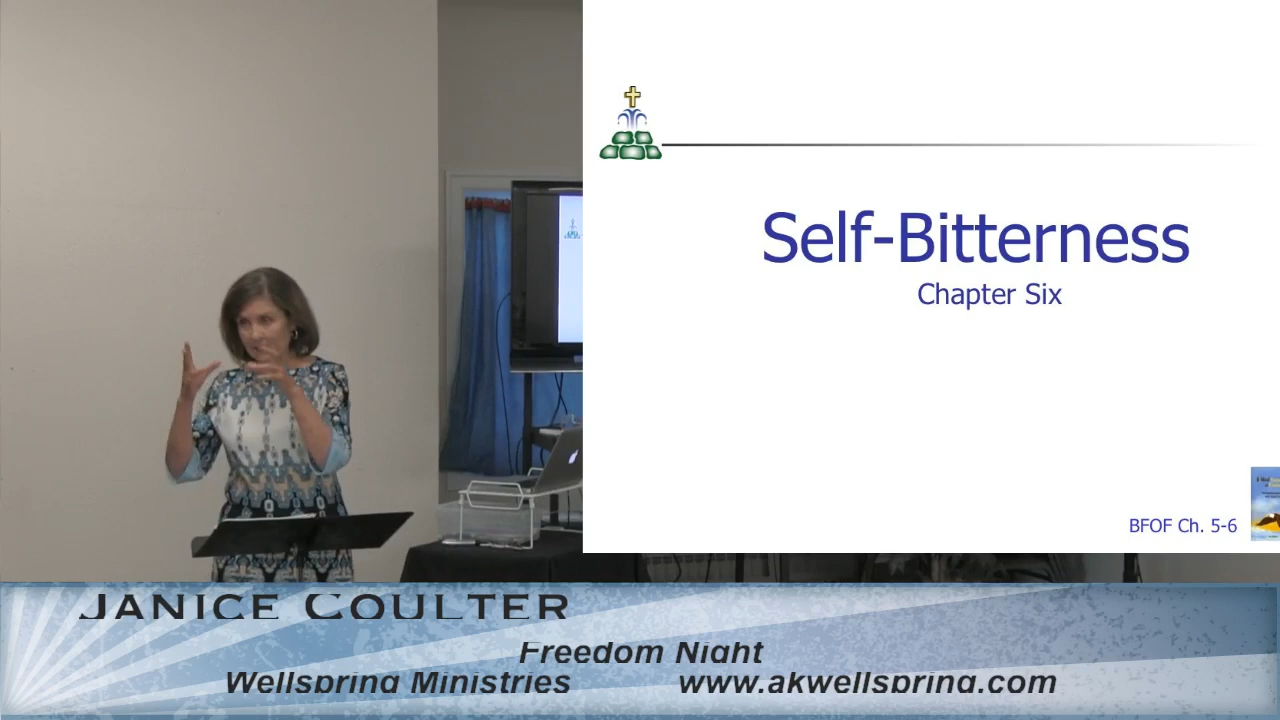 Self-Bitterness
Chapter Six
BFOF Ch. 5-6
JANICE COULTER
Freedom Night
Wellspring Ministries www.akwellspring.com